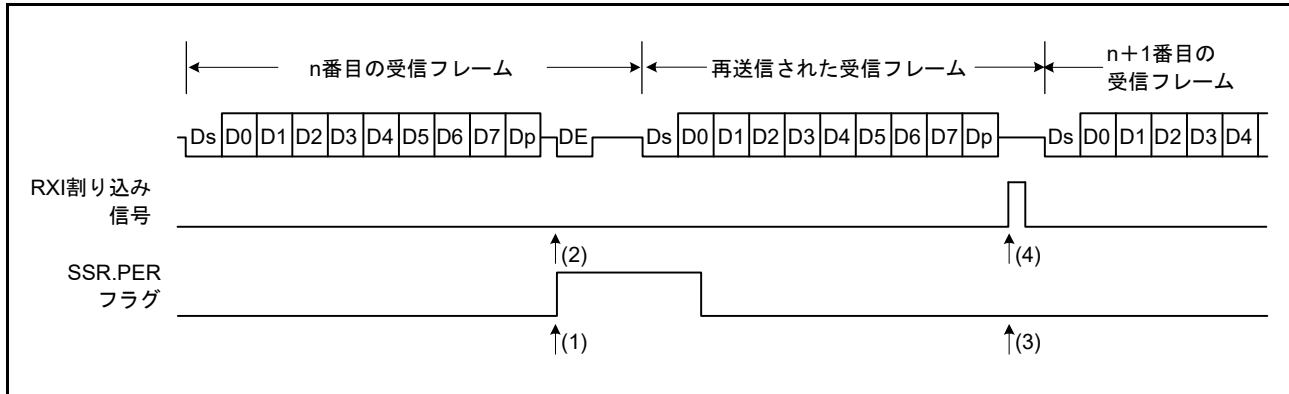 n番目の受信フレーム
再送信された受信フレーム
n+1番目の
受信フレーム
Ds D0 D1 D2 D3 D4 D5 D6 D7 Dp DE Ds D0 D1 D2 D3 D4 D5 D6 D7 Dp Ds D0 D1 D2 D3 D4
RXI割り込み
信号
(2) (4)
SSR.PER
フラグ
(1) (3)